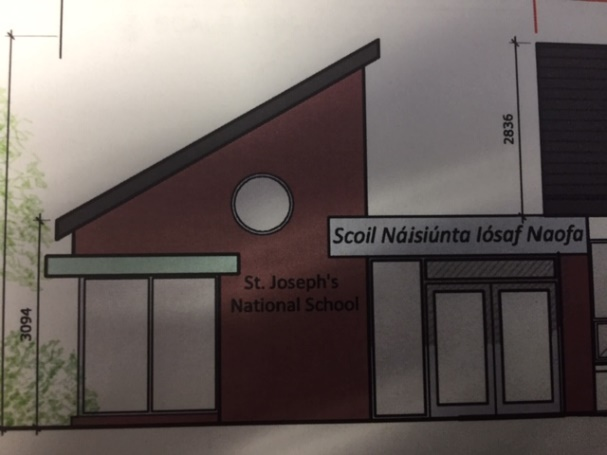 2836
Scoil Náisiúnta Iósaf Naofa
St. Joseph's
National School
3094